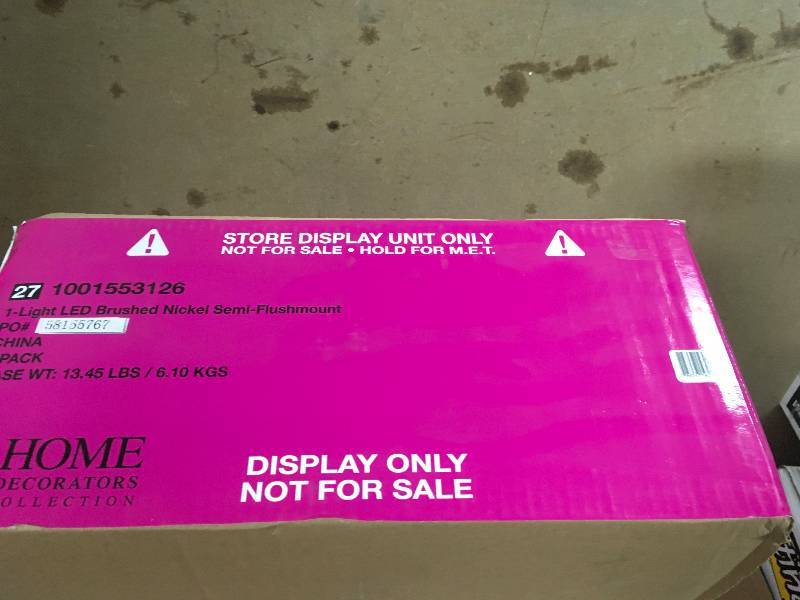 STORE DISPLAY UNIT ONLY
NOT FOR SALE • HOLD FOR M.E.T.
27 1001553126
1-Light LED Brushed Nickel Semi-Flushmount
PO# 58155767
CHINA
PACK
ASE WT: 13.45 LBS / 6.10 KGS
HOME
DECORATORS
COLLECTION
DISPLAY ONLY
NOT FOR SALE